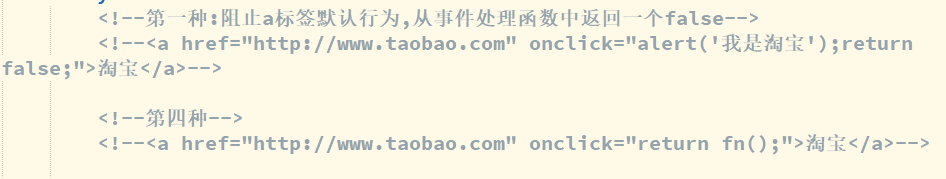 <!--第一种:阻止a标签默认行为,从事件处理函数中返回一个false-->
<!--<a href="http://www.taobao.com" onclick="alert('我是淘宝');return
false;">淘宝</a>-->
<!--第四种-->
<!--<a href="http://www.taobao.com" onclick="return fn();">淘宝</a>-->